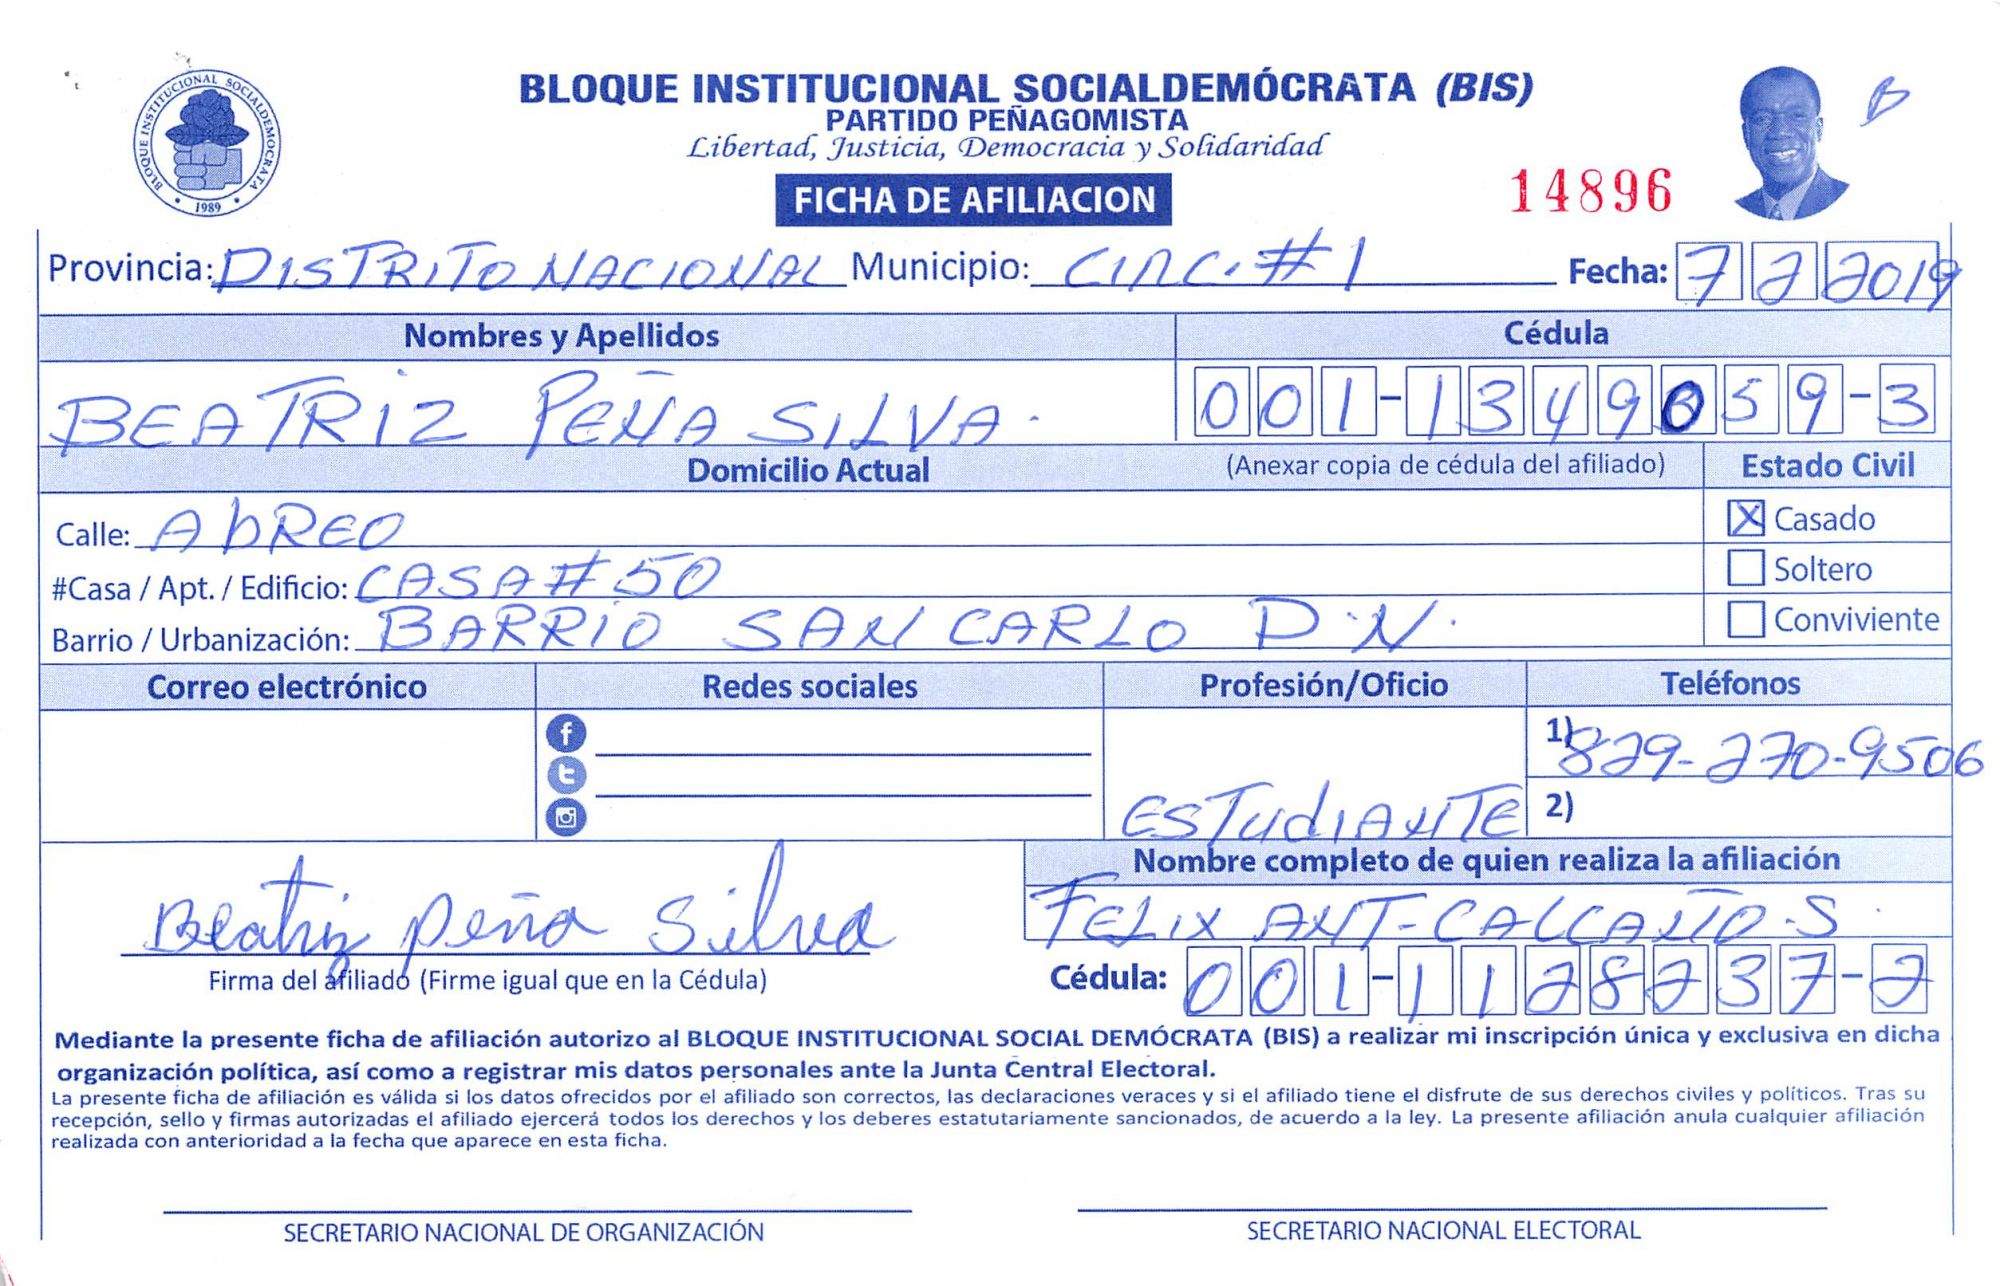 BLOQUE INSTITUCIONAL SOCIALDEMOCRATA
1989
BLOQUE INSTITUCIONAL SOCIALDEMÓCRATA (BIS)
PARTIDO PEÑAGOMISTA
Libertad, Justicia, Democracia y Solidaridad
FICHA DE AFILIACION
14896
B
Provincia: DISTRITO NACIONAL Municipio: CIRC. #1 Fecha: 7 2 2019
Nombres y Apellidos Cédula
BEATRIZ PEÑA SILVA. 001-1349059-3
Domicilio Actual (Anexar copia de cédula del afiliado) Estado Civil
Calle: AbREO X Casado
#Casa / Apt. / Edificio: CASA #50 Soltero
Barrio / Urbanización: BARRIO SAN CARLO D.N. Conviviente
Correo electrónico Redes sociales Profesión/Oficio Teléfonos
1) 829-270-9506
ESTudiANTE 2)
Nombre completo de quien realiza la afiliación
Beatriz Peña Silva FELIX ANT-CALCAÑO-S.
Firma del afiliado (Firme igual que en la Cédula) Cédula: 001-1128237-2
Mediante la presente ficha de afiliación autorizo al BLOQUE INSTITUCIONAL SOCIAL DEMÓCRATA (BIS) a realizar mi inscripción única y exclusiva en dicha
organización política, así como a registrar mis datos personales ante la Junta Central Electoral.
La presente ficha de afiliación es válida si los datos ofrecidos por el afiliado son correctos, las declaraciones veraces y si el afiliado tiene el disfrute de sus derechos civiles y políticos. Tras su
recepción, sello y firmas autorizadas el afiliado ejercerá todos los derechos y los deberes estatutariamente sancionados, de acuerdo a la ley. La presente afiliación anula cualquier afiliación
realizada con anterioridad a la fecha que aparece en esta ficha.
SECRETARIO NACIONAL DE ORGANIZACIÓN SECRETARIO NACIONAL ELECTORAL